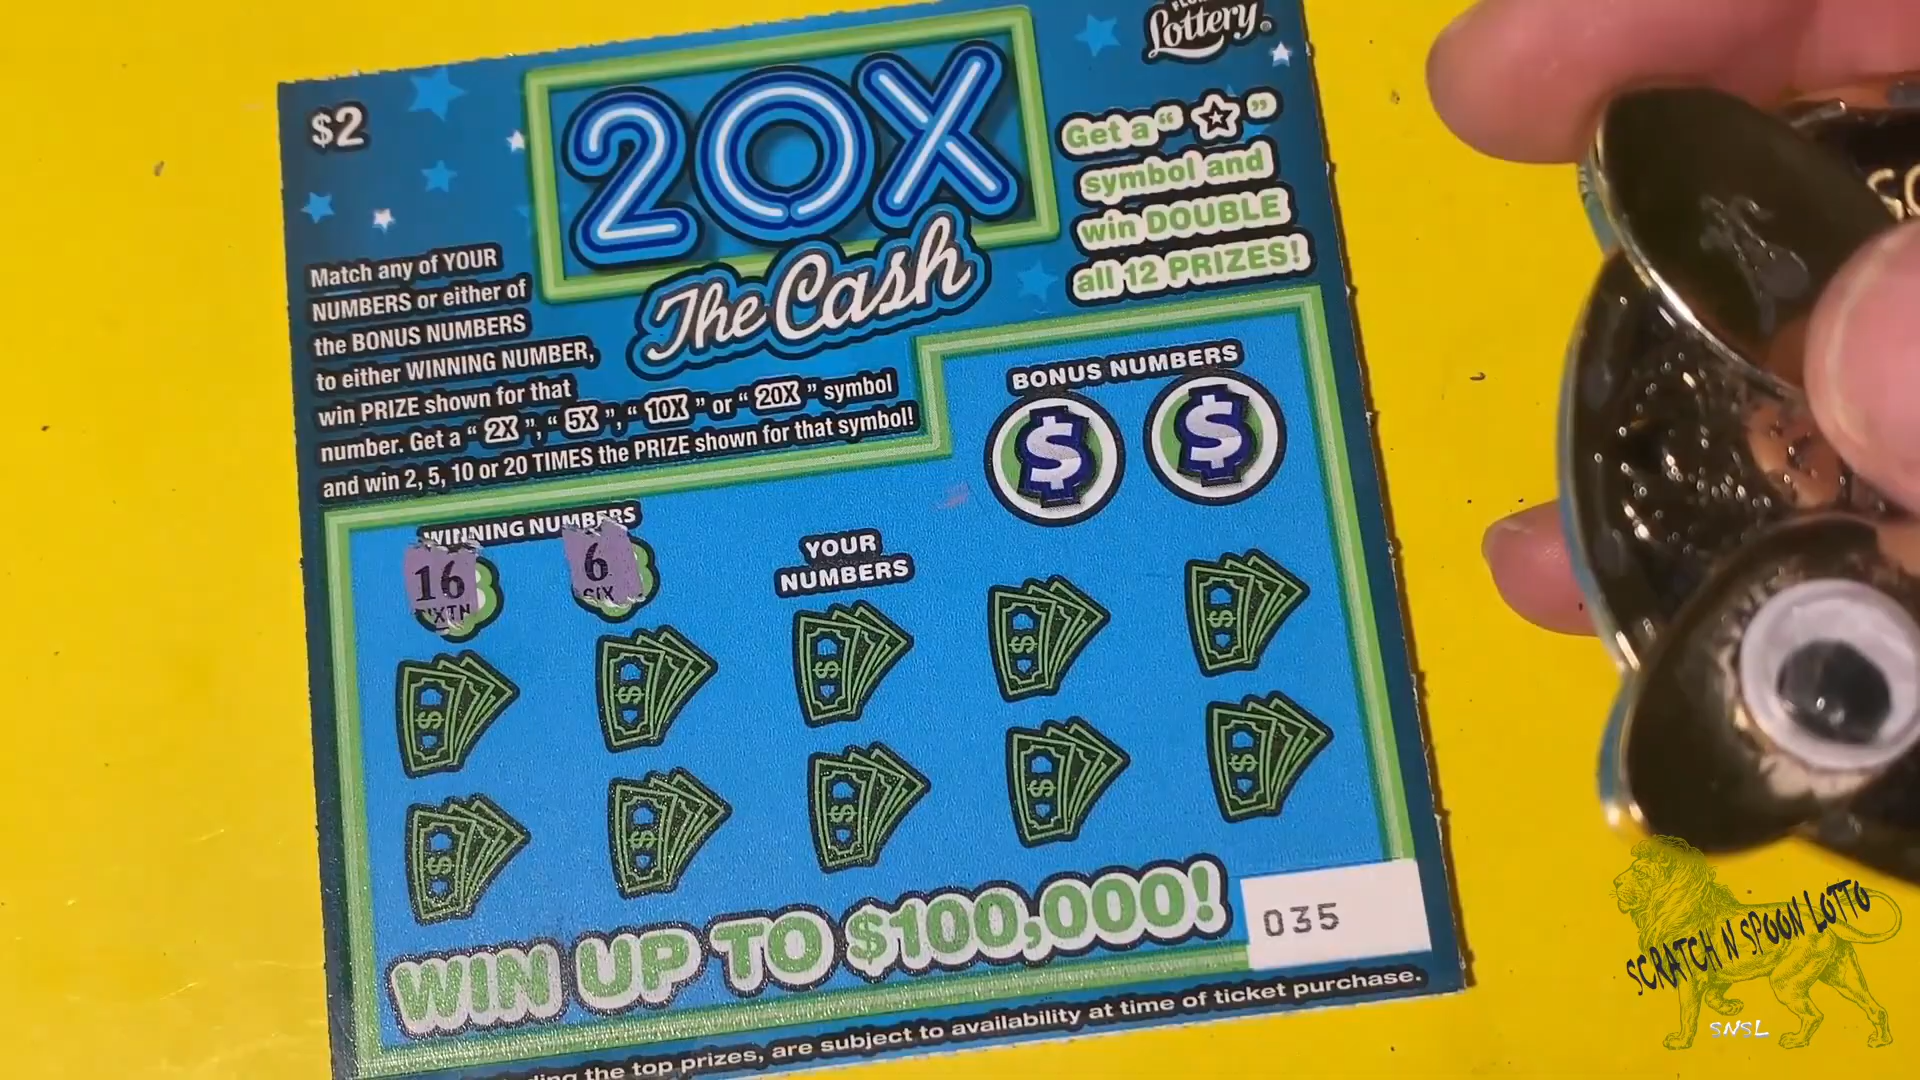 $2
20X
The Cash
Lottery
Get a “ ☆ ”
symbol and
win DOUBLE
all 12 PRIZES!
Match any of YOUR
NUMBERS or either of
the BONUS NUMBERS
to either WINNING NUMBER,
win PRIZE shown for that
number. Get a “ 2X ”, “ 5X ”, “ 10X ” or “ 20X ” symbol
and win 2, 5, 10 or 20 TIMES the PRIZE shown for that symbol!
BONUS NUMBERS
$ $
WINNING NUMBERS
16 6
SIX
YOUR
NUMBERS
WIN UP TO $100,000!
035
the top prizes, are subject to availability at time of ticket purchase.
SCRATCH N SPOON LOTTO
SNSL